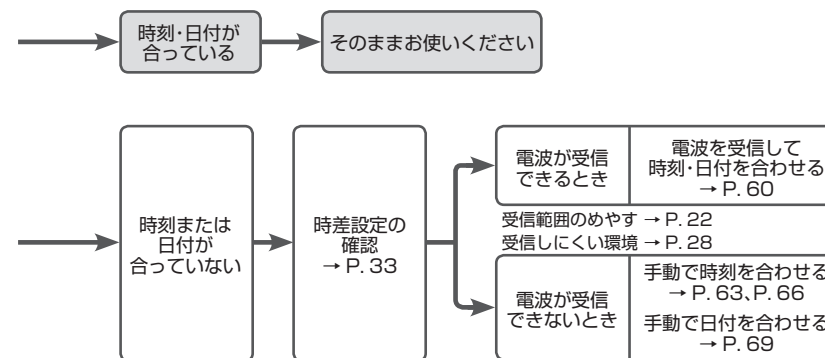 時刻・日付が
合っている
そのままお使いください
時刻または
日付が
合っていない
時差設定の
確認
→ P. 33
電波が受信
できるとき
電波を受信して
時刻・日付を合わせる
→ P. 60
受信範囲のめやす → P. 22
受信しにくい環境 → P. 28
電波が受信
できないとき
手動で時刻を合わせる
→ P. 63、P. 66
手動で日付を合わせる
→ P. 69